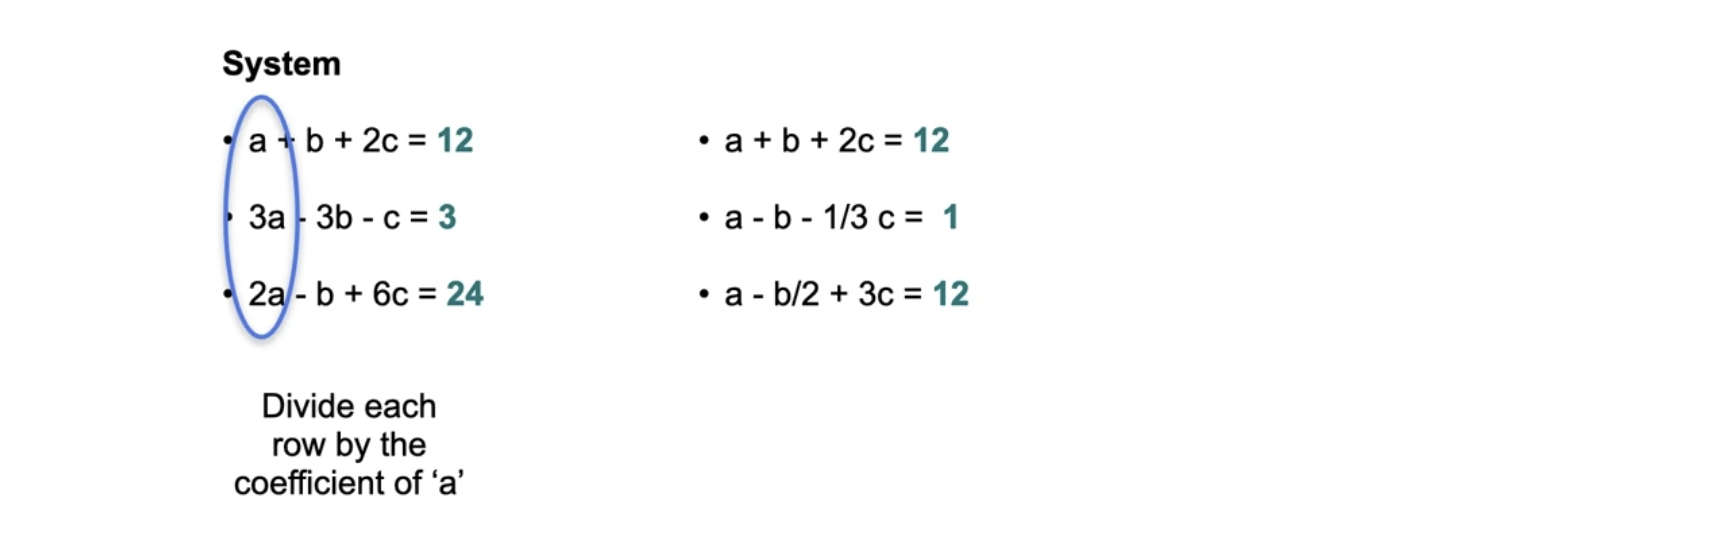 System
• a + b + 2c = 12
• 3a - 3b - c = 3
• 2a - b + 6c = 24
• a + b + 2c = 12
• a - b - 1/3 c = 1
• a - b/2 + 3c = 12
Divide each
row by the
coefficient of ‘a’